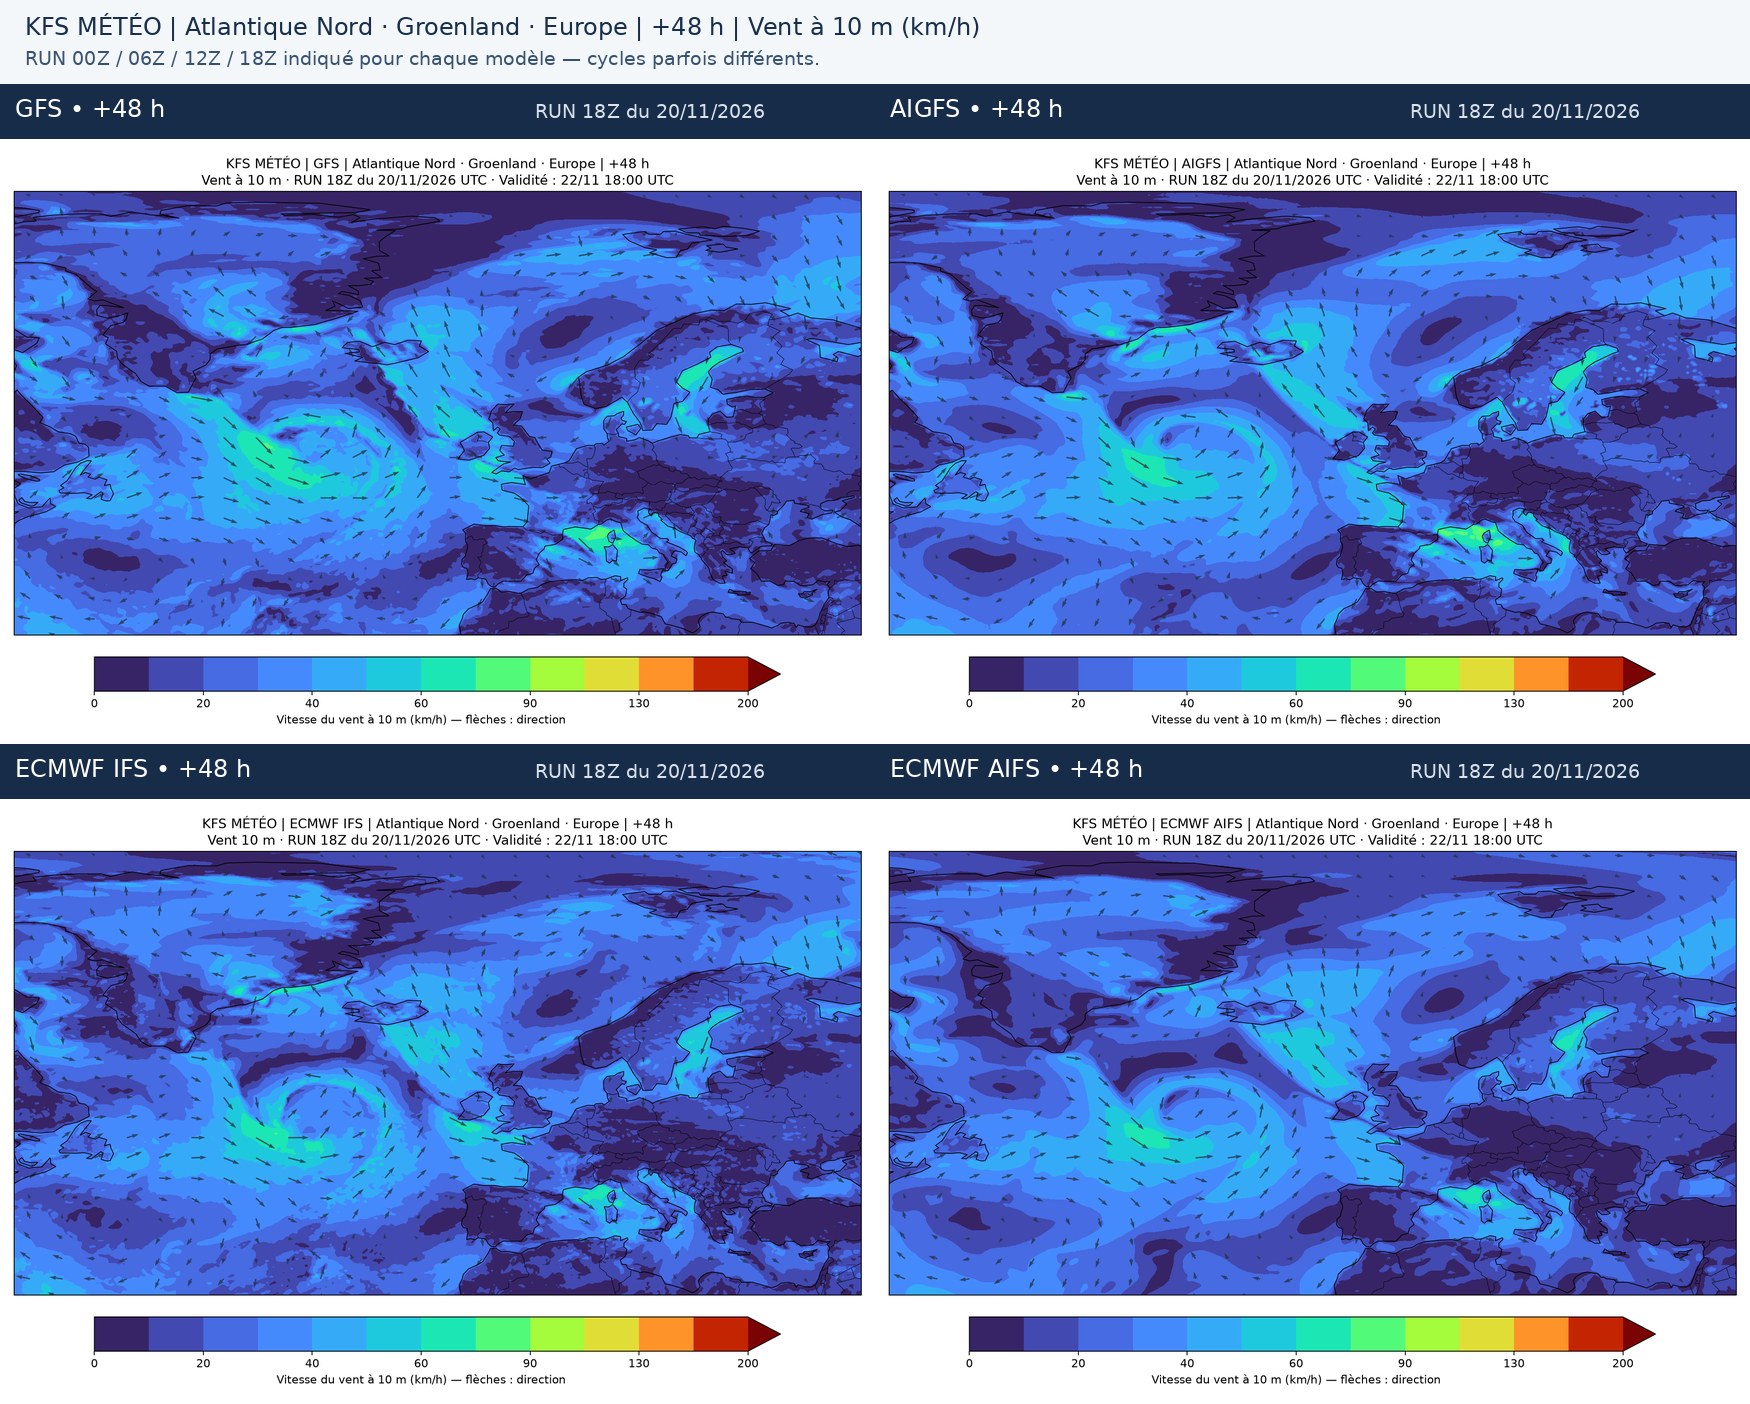 KFS MÉTÉO | Atlantique Nord · Groenland · Europe | +48 h | Vent à 10 m (km/h)
RUN 00Z / 06Z / 12Z / 18Z indiqué pour chaque modèle — cycles parfois différents.
GFS • +48 h
RUN 18Z du 20/11/2026
KFS MÉTÉO | GFS | Atlantique Nord · Groenland · Europe | +48 h
Vent à 10 m · RUN 18Z du 20/11/2026 UTC · Validité : 22/11 18:00 UTC
0 20 40 60 90 130 200
Vitesse du vent à 10 m (km/h) — flèches : direction
AIGFS • +48 h
RUN 18Z du 20/11/2026
KFS MÉTÉO | AIGFS | Atlantique Nord · Groenland · Europe | +48 h
Vent à 10 m · RUN 18Z du 20/11/2026 UTC · Validité : 22/11 18:00 UTC
0 20 40 60 90 130 200
Vitesse du vent à 10 m (km/h) — flèches : direction
ECMWF IFS • +48 h
RUN 18Z du 20/11/2026
KFS MÉTÉO | ECMWF IFS | Atlantique Nord · Groenland · Europe | +48 h
Vent 10 m · RUN 18Z du 20/11/2026 UTC · Validité : 22/11 18:00 UTC
0 20 40 60 90 130 200
Vitesse du vent à 10 m (km/h) — flèches : direction
ECMWF AIFS • +48 h
RUN 18Z du 20/11/2026
KFS MÉTÉO | ECMWF AIFS | Atlantique Nord · Groenland · Europe | +48 h
Vent 10 m · RUN 18Z du 20/11/2026 UTC · Validité : 22/11 18:00 UTC
0 20 40 60 90 130 200
Vitesse du vent à 10 m (km/h) — flèches : direction